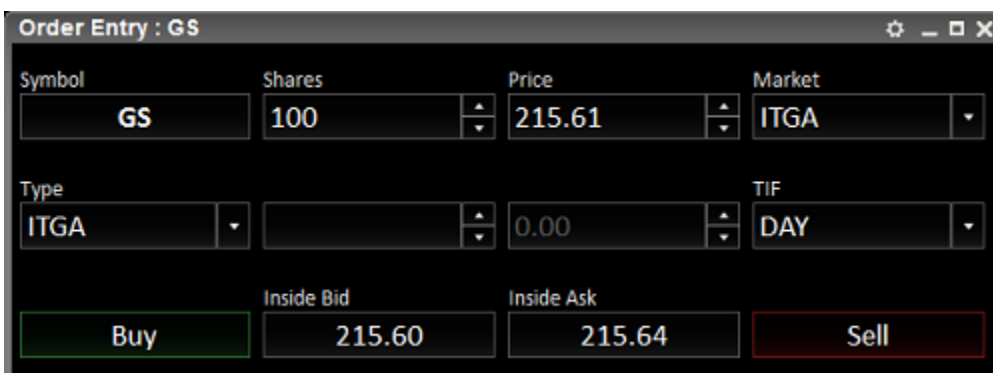 Order Entry : GS
Symbol Shares Price Market
GS 100 215.61 ITGA
Type TIF
ITGA 0.00 DAY
Inside Bid Inside Ask
Buy 215.60 215.64 Sell